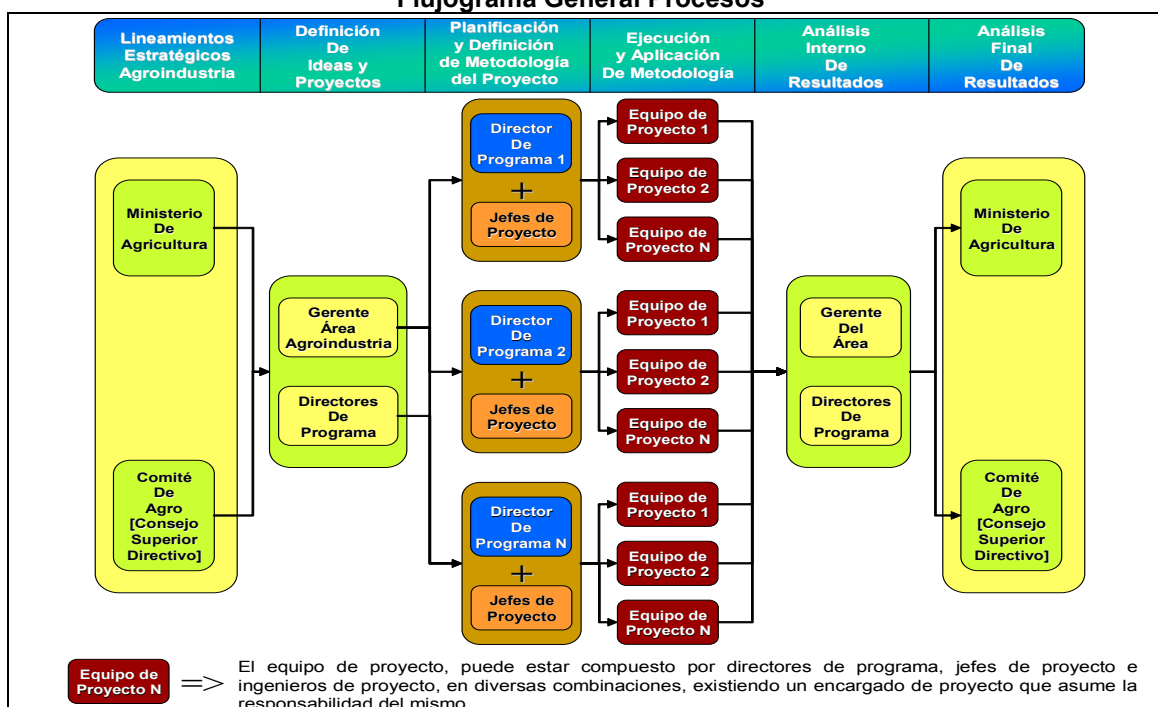 Flujograma General Procesos
Lineamientos
Estratégicos
Agroindustria
Definición
De
Ideas y
Proyectos
Planificación
y Definición
de Metodología
del Proyecto
Ejecución
y Aplicación
De Metodología
Análisis
Interno
De
Resultados
Análisis
Final
De
Resultados
Ministerio
De
Agricultura
Comité
De
Agro
[Consejo
Superior
Directivo]
Gerente
Área
Agroindustria
Directores
De
Programa
Director
De
Programa 1
+
Jefes de
Proyecto
Director
De
Programa 2
+
Jefes de
Proyecto
Director
De
Programa N
+
Jefes de
Proyecto
Equipo de
Proyecto 1
Equipo de
Proyecto 2
Equipo de
Proyecto N
Equipo de
Proyecto 1
Equipo de
Proyecto 2
Equipo de
Proyecto N
Equipo de
Proyecto 1
Equipo de
Proyecto 2
Equipo de
Proyecto N
Gerente
Del
Área
Directores
De
Programa
Ministerio
De
Agricultura
Comité
De
Agro
[Consejo
Superior
Directivo]
Equipo de
Proyecto N
=>
El equipo de proyecto, puede estar compuesto por directores de programa, jefes de proyecto e
ingenieros de proyecto, en diversas combinaciones, existiendo un encargado de proyecto que asume la
responsabilidad del mismo